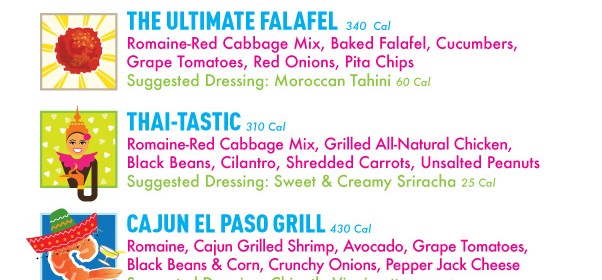 THE ULTIMATE FALAFEL 340 Cal
Romaine-Red Cabbage Mix, Baked Falafel, Cucumbers,
Grape Tomatoes, Red Onions, Pita Chips
Suggested Dressing: Moroccan Tahini 60 Cal
THAI-TASTIC 310 Cal
Romaine-Red Cabbage Mix, Grilled All-Natural Chicken,
Black Beans, Cilantro, Shredded Carrots, Unsalted Peanuts
Suggested Dressing: Sweet & Creamy Sriracha 25 Cal
CAJUN EL PASO GRILL 430 Cal
Romaine, Cajun Grilled Shrimp, Avocado, Grape Tomatoes,
Black Beans & Corn, Crunchy Onions, Pepper Jack Cheese